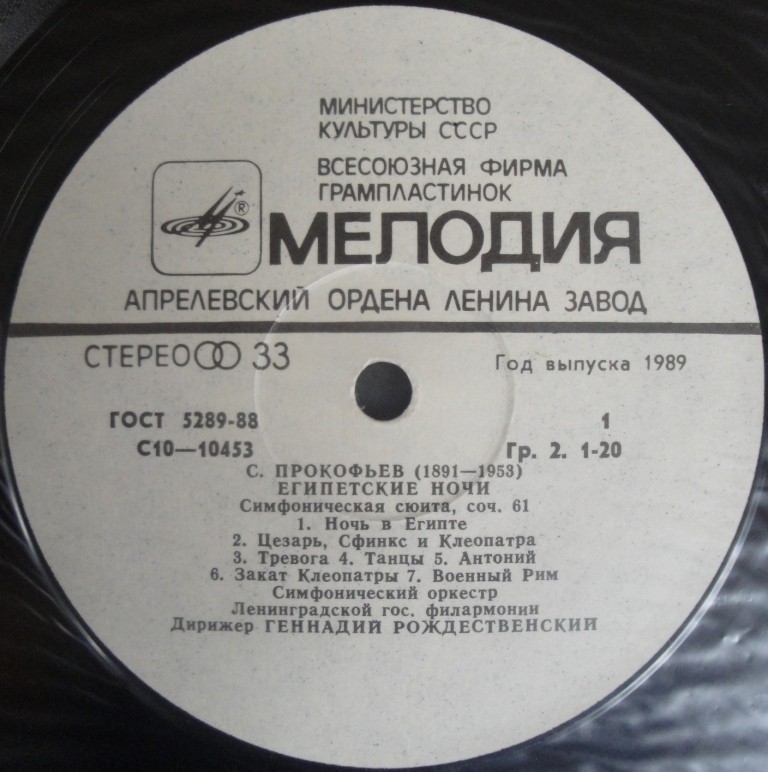 МИНИСТЕРСТВО
КУЛЬТУРЫ СССР
ВСЕСОЮЗНАЯ ФИРМА
ГРАМПЛАСТИНОК
®
МЕЛОДИЯ
АПРЕЛЕВСКИЙ ОРДЕНА ЛЕНИНА ЗАВОД
СТЕРЕО 33 Год выпуска 1989
ГОСТ 5289-88 1
С10—10453 Гр. 2. 1-20
С. ПРОКОФЬЕВ (1891—1953)
ЕГИПЕТСКИЕ НОЧИ
Симфоническая сюита, соч. 61
1. Ночь в Египте
2. Цезарь, Сфинкс и Клеопатра
3. Тревога 4. Танцы 5. Антоний
6. Закат Клеопатры 7. Военный Рим
Симфонический оркестр
Ленинградской гос. филармонии
Дирижер ГЕННАДИЙ РОЖДЕСТВЕНСКИЙ